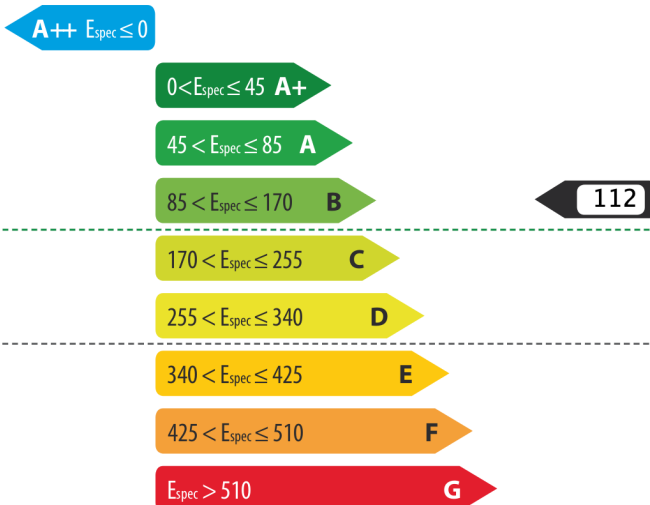 A++ Espec ≤ 0
0<Espec ≤ 45 A+
45 < Espec ≤ 85 A
85 < Espec ≤ 170 B
112
170 < Espec ≤ 255 C
255 < Espec ≤ 340 D
340 < Espec ≤ 425 E
425 < Espec ≤ 510 F
Espec > 510 G